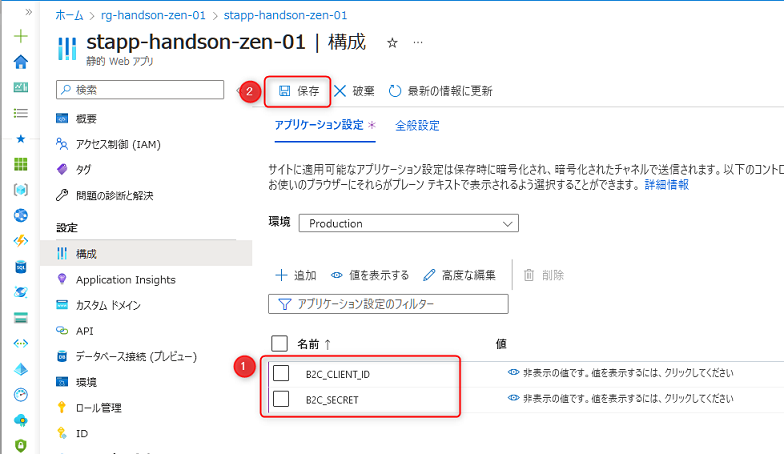 »
ホーム > rg-handson-zen-01 > stapp-handson-zen-01
stapp-handson-zen-01 | 構成 ☆ …
静的 Web アプリ
検索
2
保存
破棄
最新の情報に更新
概要
アクセス制御 (IAM)
タグ
問題の診断と解決
設定
構成
Application Insights
カスタム ドメイン
API
データベース接続 (プレビュー)
環境
ロール管理
ID
アプリケーション設定 *
全般設定
サイトに適用可能なアプリケーション設定は保存時に暗号化され、暗号化されたチャネルで送信されます。以下のコントロ
お使いのブラウザーにそれらがプレーン テキストで表示されるよう選択することができます。 詳細情報
環境
Production
追加
値を表示する
高度な編集
削除
アプリケーション設定のフィルター
名前 ↑
値
1
B2C_CLIENT_ID
非表示の値です。値を表示するには、クリックしてください
B2C_SECRET
非表示の値です。値を表示するには、クリックしてください